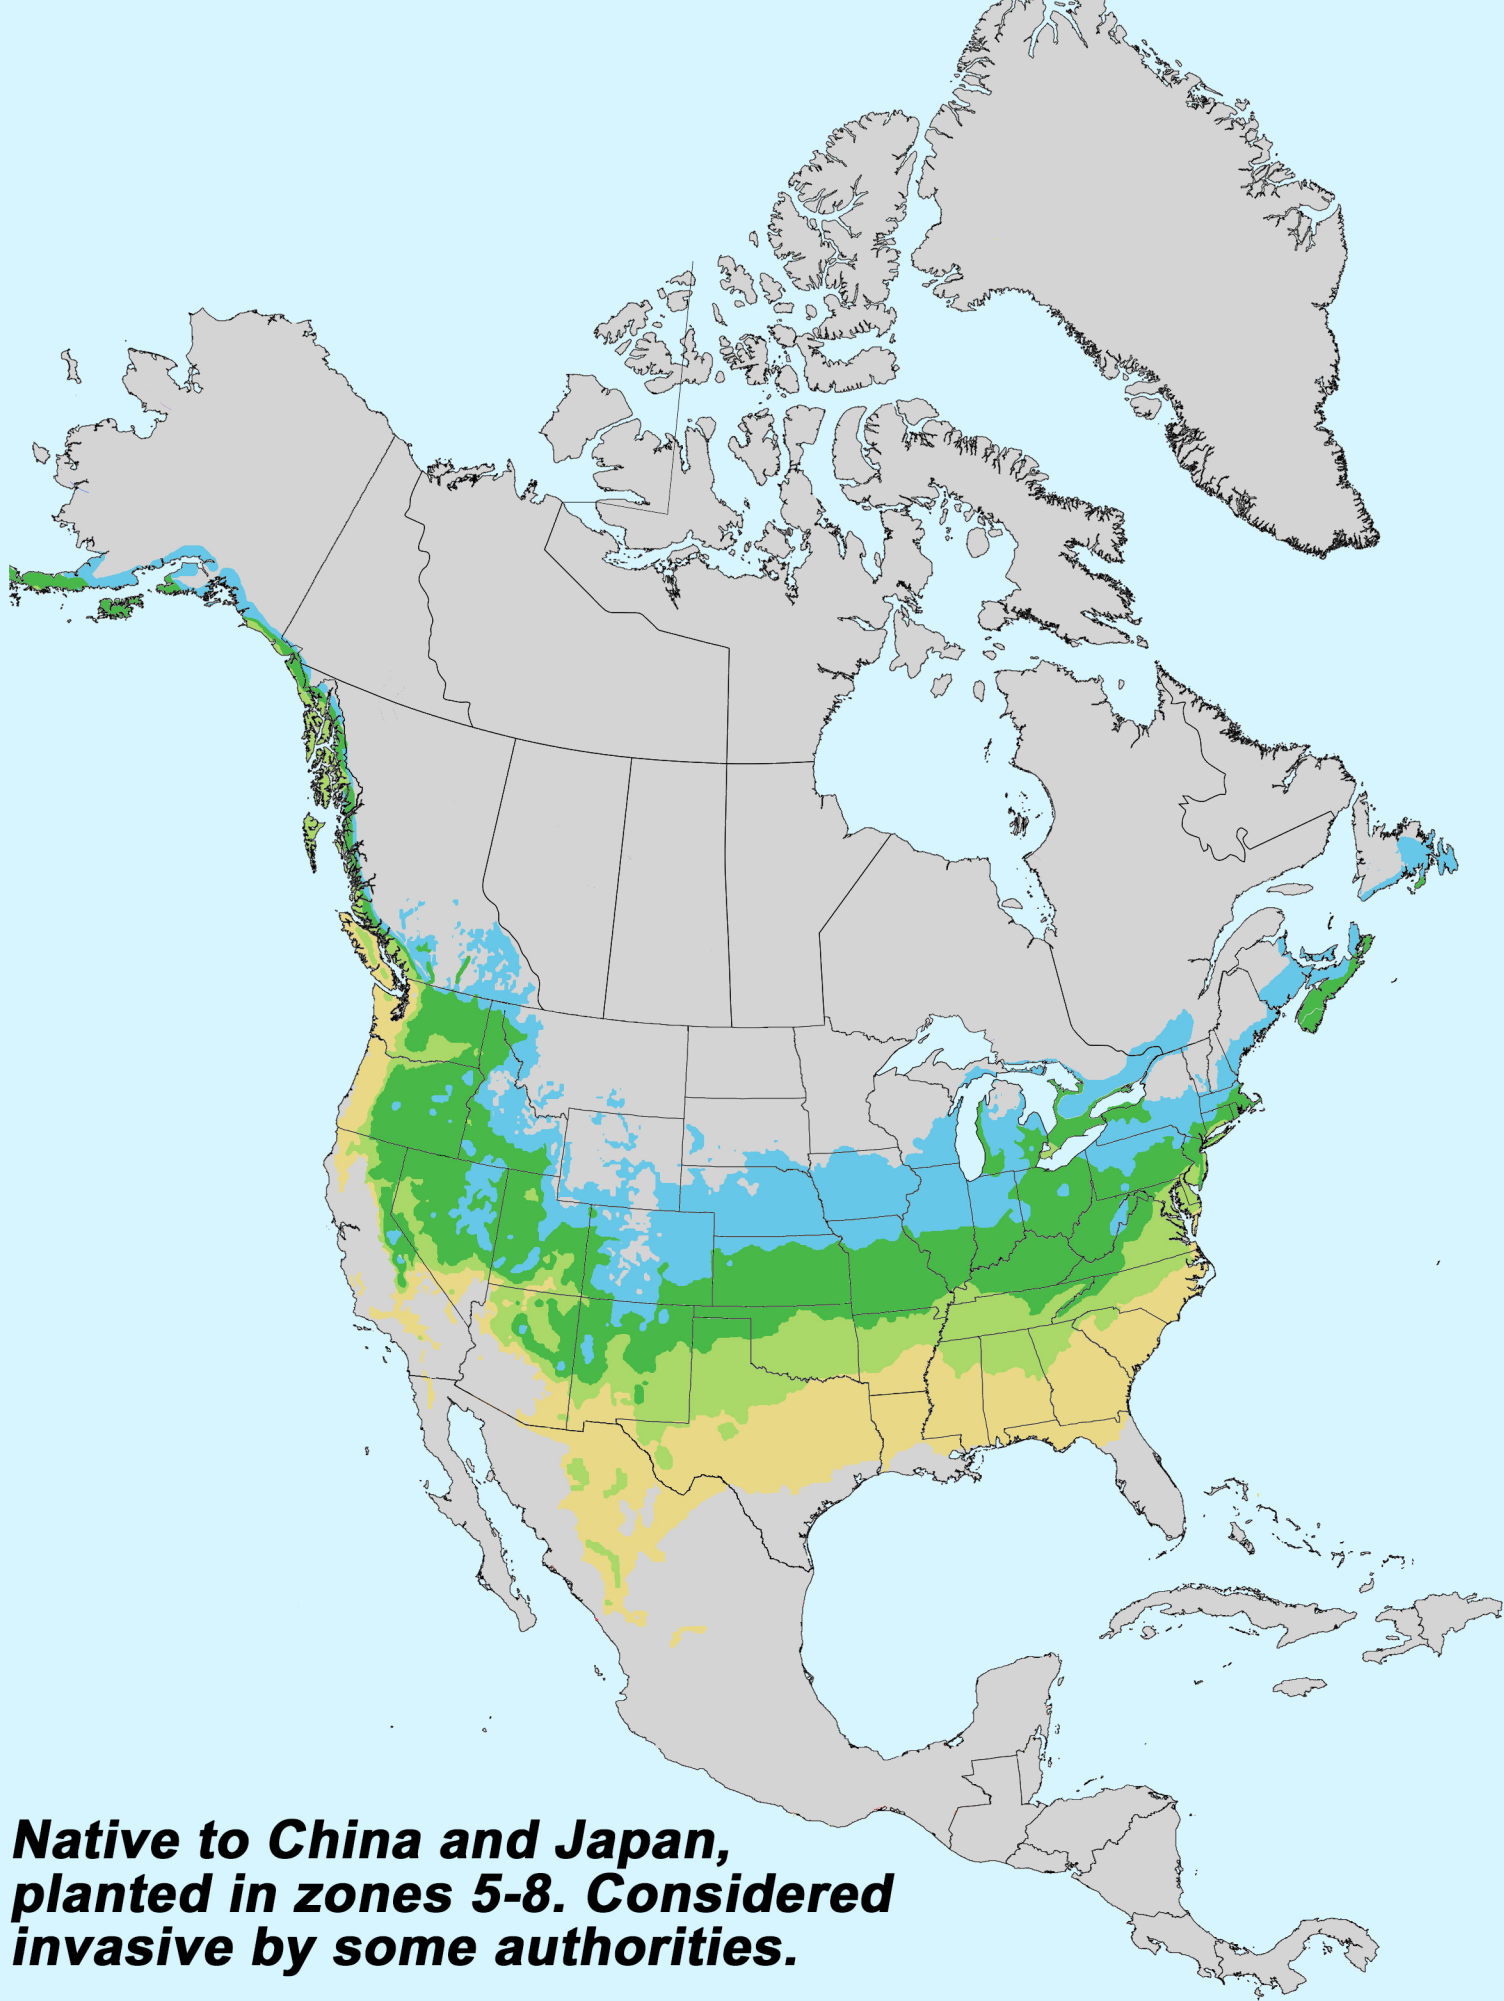 Native to China and Japan,
planted in zones 5-8. Considered
invasive by some authorities.